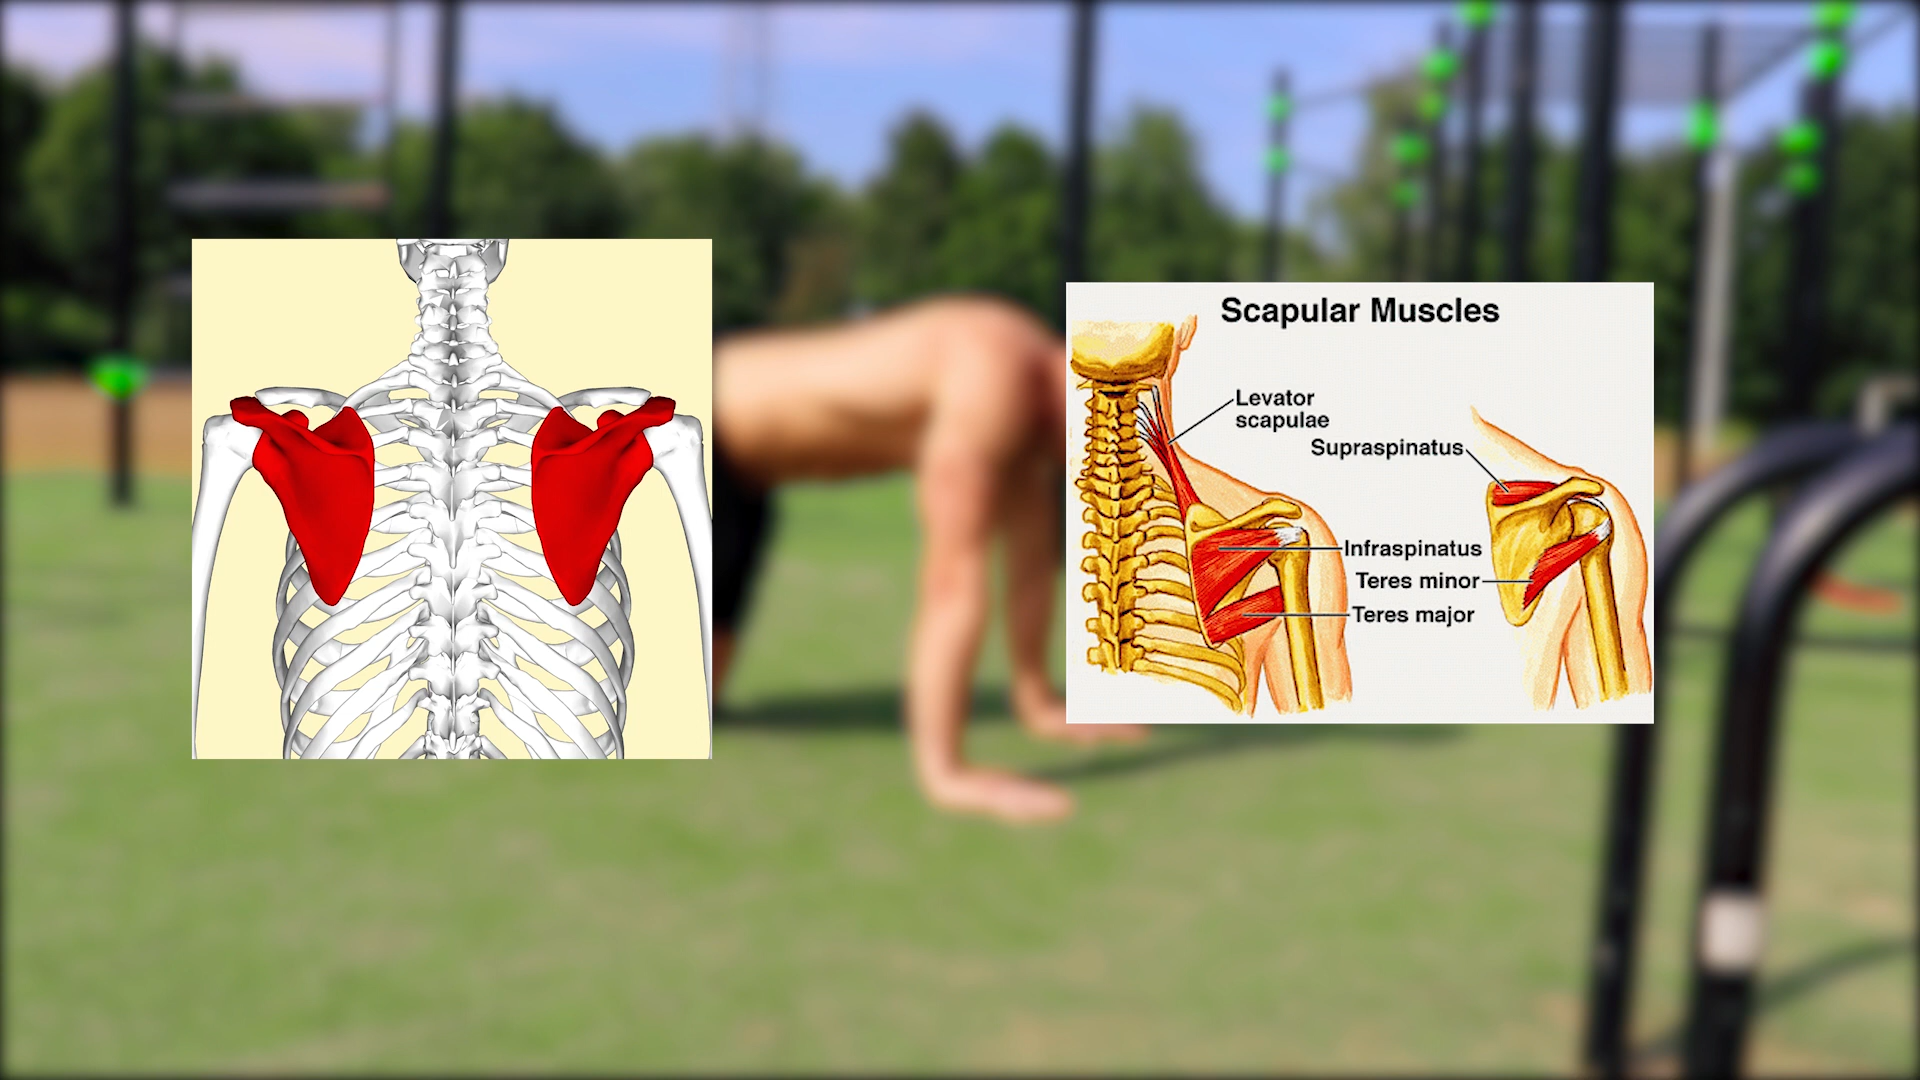 Scapular Muscles
Levator
scapulae
Supraspinatus
Infraspinatus
Teres minor
Teres major